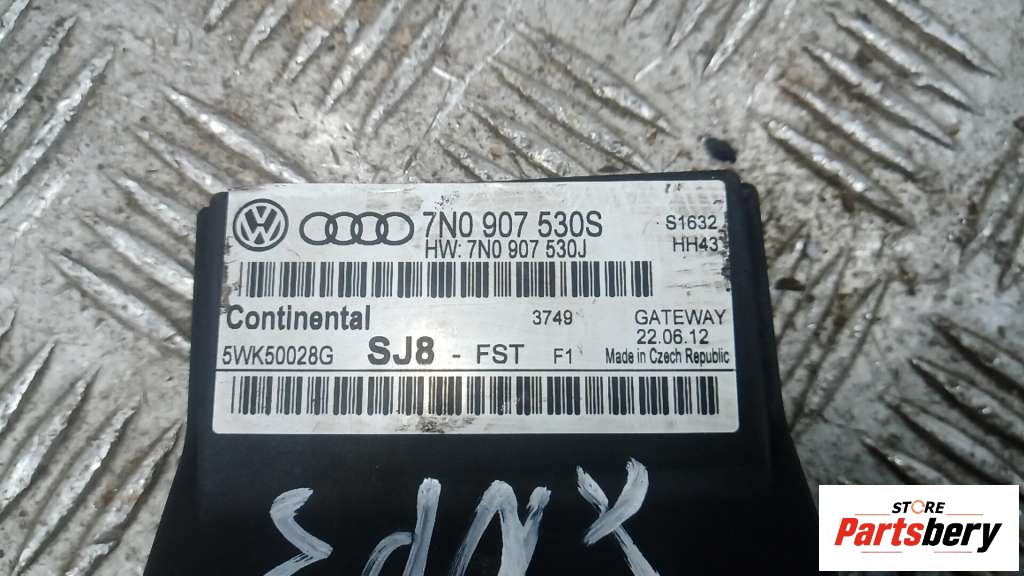 7N0 907 530S S1632
HW: 7N0 907 530J HH43
Continental 3749 GATEWAY
22.06.12
5WK50028G SJ8 - FST F1 Made in Czech Republic
STORE
Partsbery